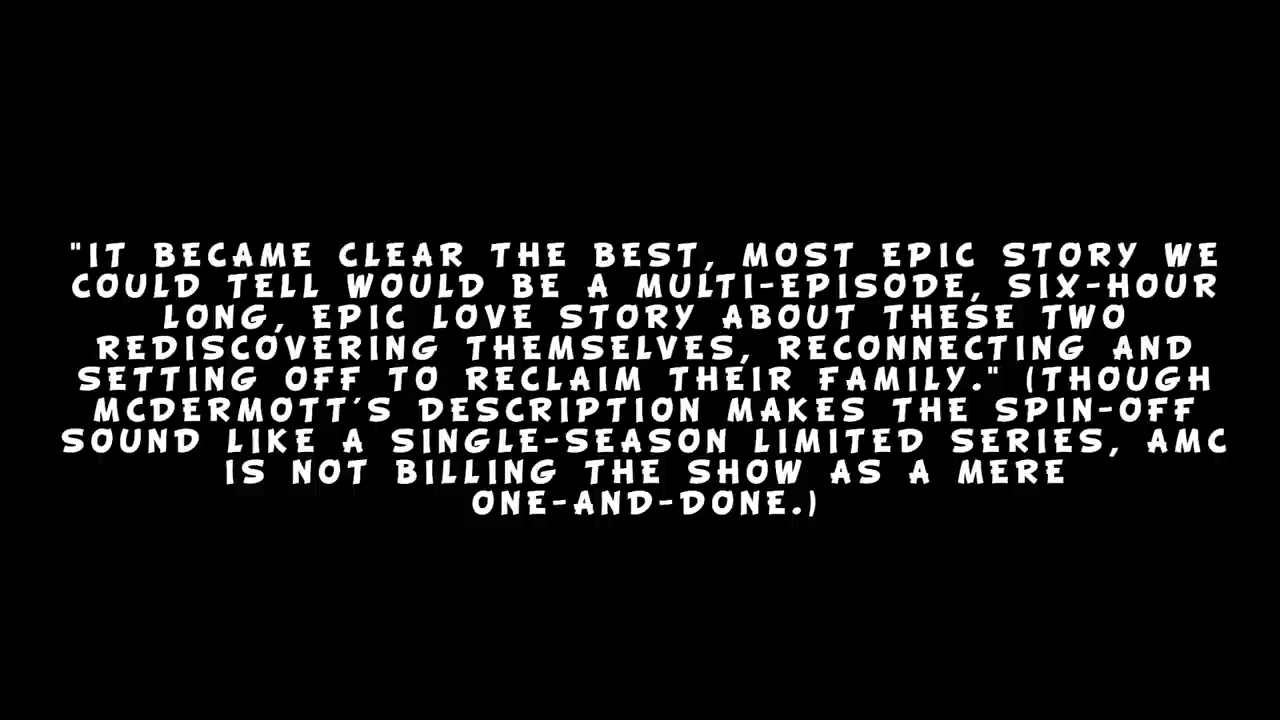 "IT BECAME CLEAR THE BEST, MOST EPIC STORY WE
COULD TELL WOULD BE A MULTI-EPISODE, SIX-HOUR
LONG, EPIC LOVE STORY ABOUT THESE TWO
REDISCOVERING THEMSELVES, RECONNECTING AND
SETTING OFF TO RECLAIM THEIR FAMILY." (THOUGH
MCDERMOTT'S DESCRIPTION MAKES THE SPIN-OFF
SOUND LIKE A SINGLE-SEASON LIMITED SERIES, AMC
IS NOT BILLING THE SHOW AS A MERE
ONE-AND-DONE.)